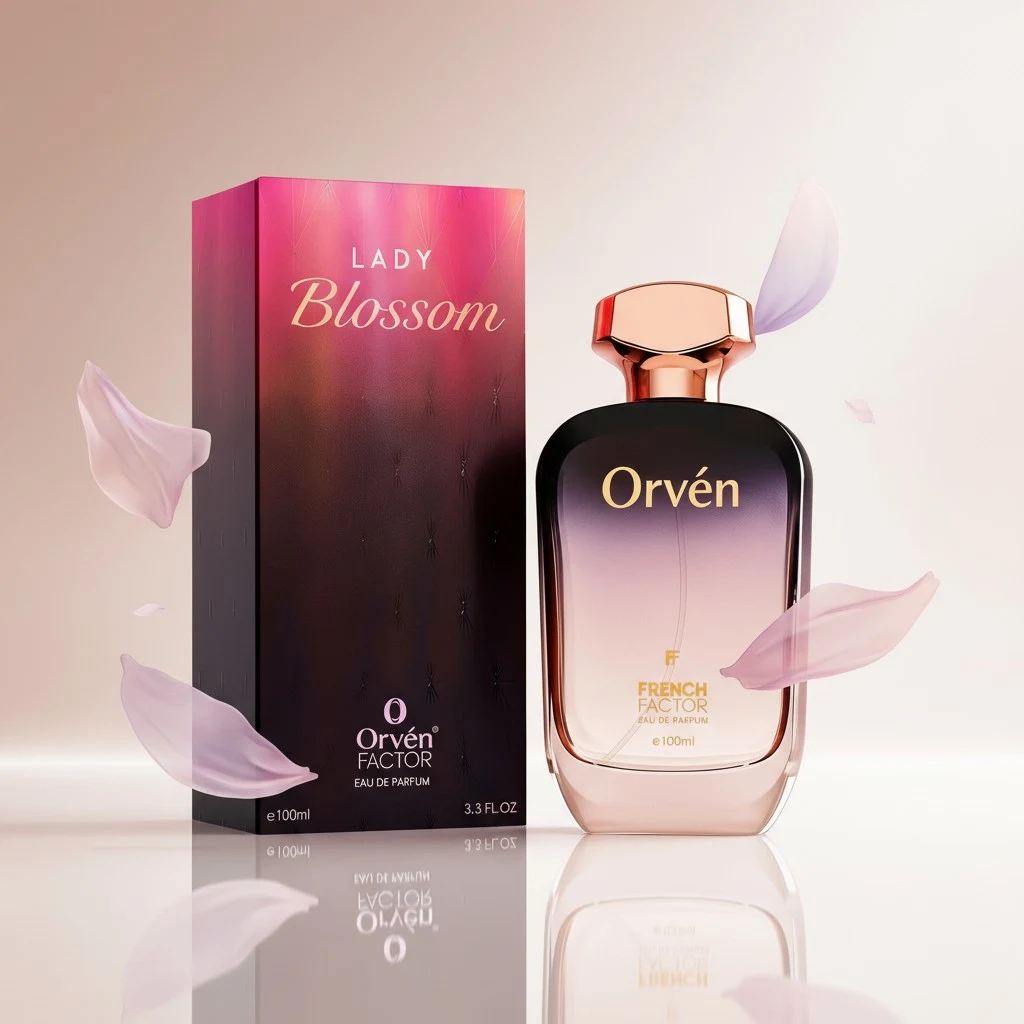 LADY
Blossom
Orvén®
FACTOR
EAU DE PARFUM
e100ml
3.3 FL.OZ
Orvén
FF
FRENCH
FACTOR
EAU DE PARFUM
e100ml